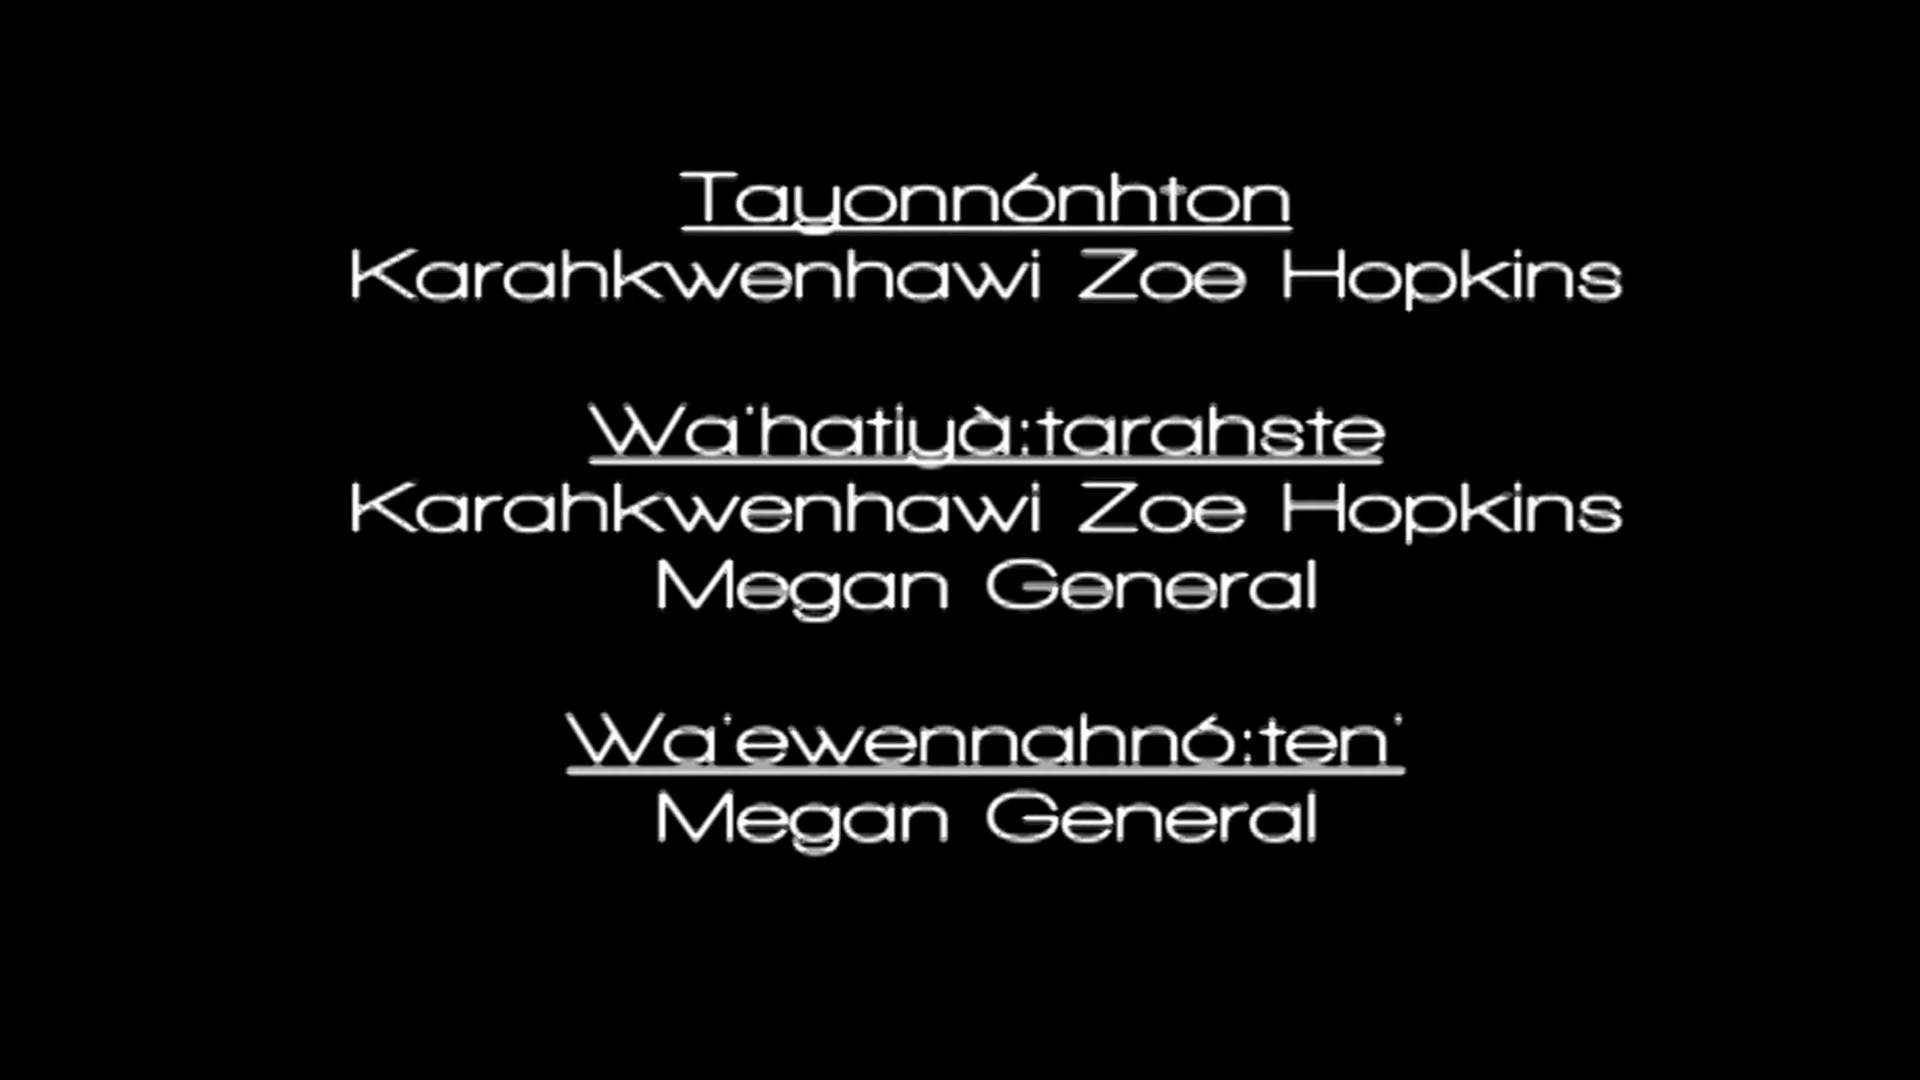 Tayonnónhton
Karahkwenhawi Zoe Hopkins
Wa'hatiyà:tarahste
Karahkwenhawi Zoe Hopkins
Megan General
Wa'ewennahnó:ten'
Megan General